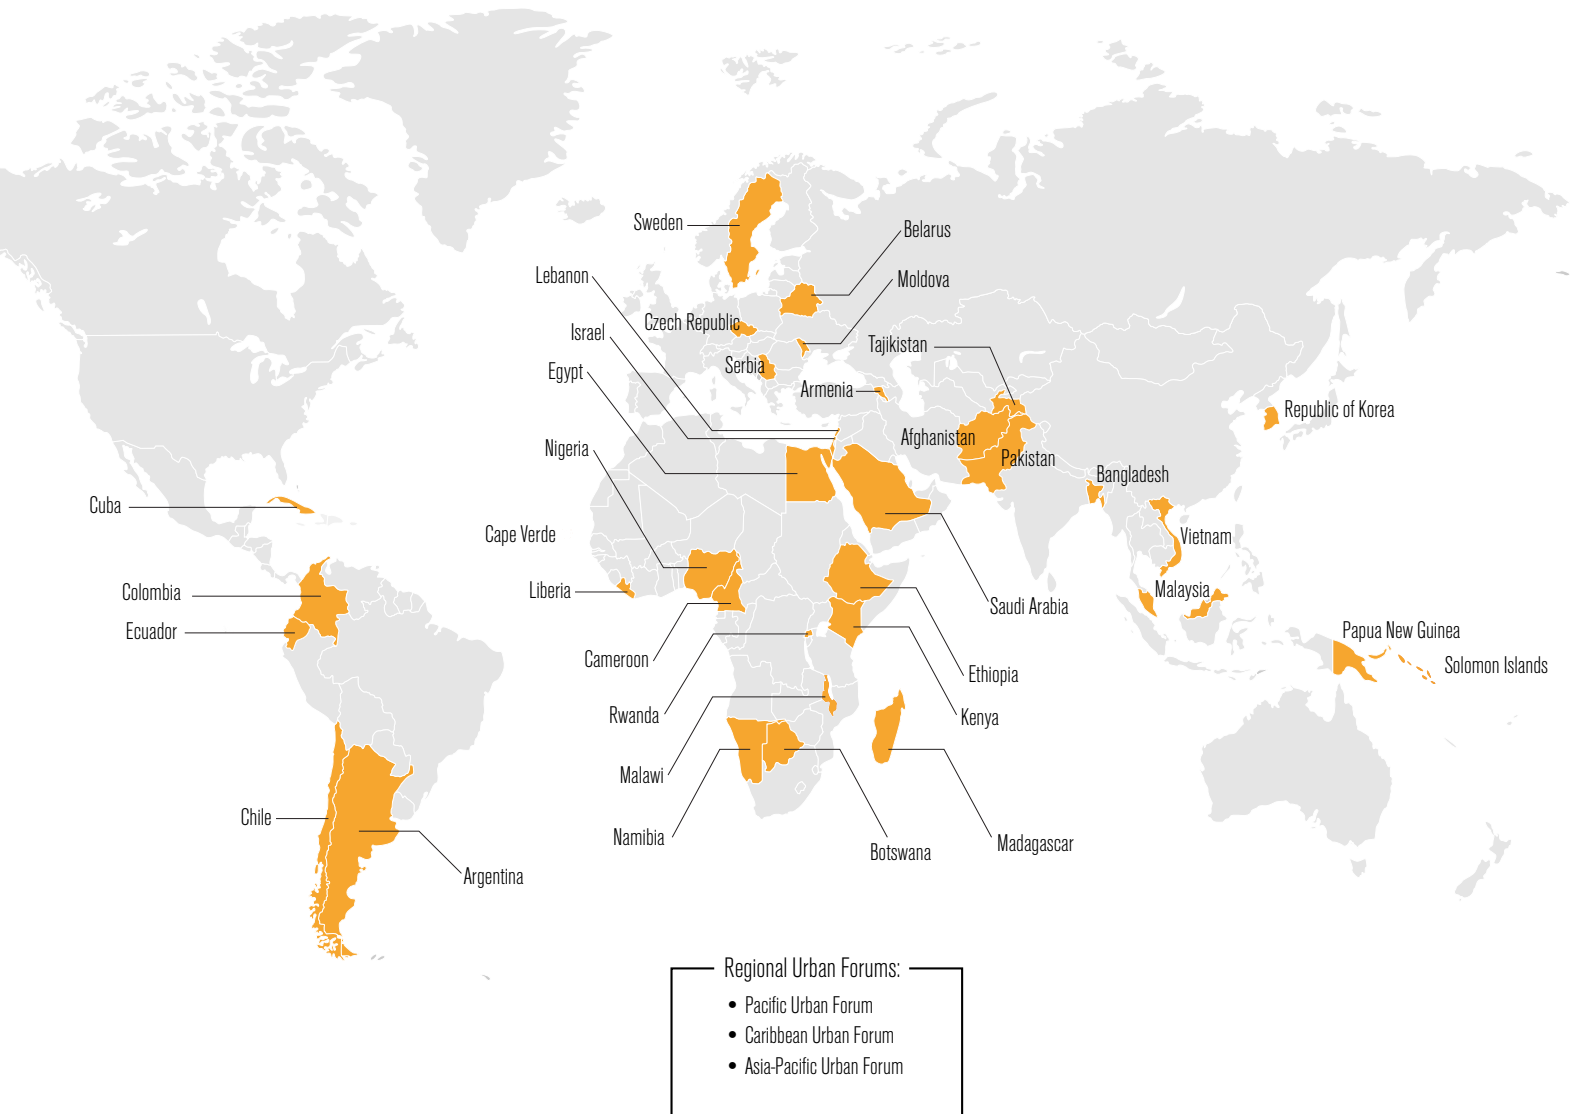 Sweden
Belarus
Lebanon
Moldova
Czech Republic
Israel
Tajikistan
Serbia
Egypt
Armenia
Republic of Korea
Afghanistan
Nigeria
Pakistan
Bangladesh
Cuba
Cape Verde
Vietnam
Liberia
Malaysia
Colombia
Saudi Arabia
Ecuador
Papua New Guinea
Cameroon
Solomon Islands
Ethiopia
Rwanda
Kenya
Malawi
Chile
Namibia
Madagascar
Botswana
Argentina
Regional Urban Forums:
• Pacific Urban Forum
• Caribbean Urban Forum
• Asia-Pacific Urban Forum